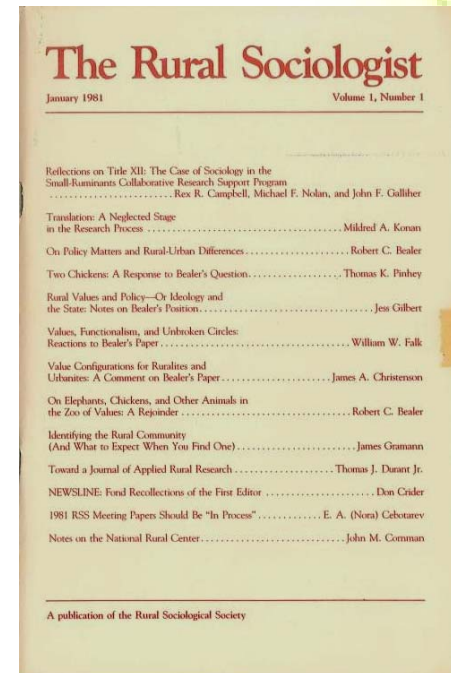 The Rural Sociologist
January 1981 Volume 1, Number 1
Reflections on Title XII: The Case of Sociology in the
Small-Ruminants Collaborative Research Support Program
........................Rex R. Campbell, Michael F. Nolan, and John F. Galliher
Translation: A Neglected Stage
in the Research Process ....................................Mildred A. Konan
On Policy Matters and Rural-Urban Differences....................Robert C. Bealer
Two Chickens: A Response to Bealer's Question..................Thomas K. Pinhey
Rural Values and Policy—Or Ideology and
the State: Notes on Bealer's Position.................................Jess Gilbert
Values, Functionalism, and Unbroken Circles:
Reactions to Bealer's Paper.................................William W. Falk
Value Configurations for Ruralites and
Urbanites: A Comment on Bealer's Paper.....................James A. Christenson
On Elephants, Chickens, and Other Animals in
the Zoo of Values: A Rejoinder .................................Robert C. Bealer
Identifying the Rural Community
(And What to Expect When You Find One)......................James Gramann
Toward a Journal of Applied Rural Research ...................Thomas J. Durant Jr.
NEWSLINE: Fond Recollections of the First Editor .....................Don Crider
1981 RSS Meeting Papers Should Be "In Process"............E. A. (Nora) Cebotarev
Notes on the National Rural Center...........................John M. Cornman
A publication of the Rural Sociological Society